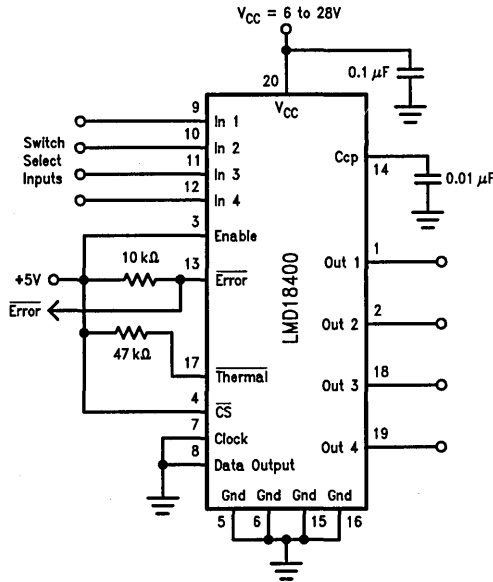 V_CC = 6 to 28V
20
0.1 μF
V_CC
9
In 1
10
In 2
11
In 3
12
In 4
Switch
Select
Inputs
Ccp
14
0.01 μF
3
Enable
+5V
10 kΩ
13
Error
Error
47 kΩ
17
Thermal
4
CS
7
Clock
8
Data Output
LMD18400
Out 1
1
Out 2
2
Out 3
18
Out 4
19
Gnd Gnd Gnd Gnd
5 6 15 16